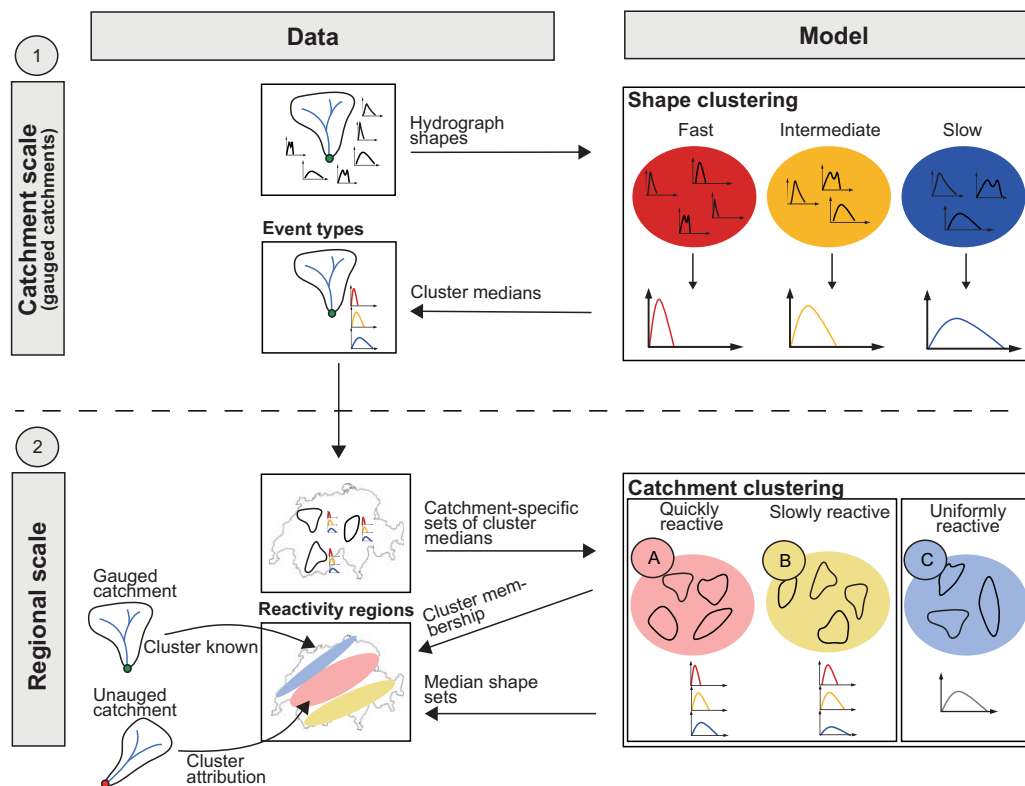 Data
Model
1
Catchment scale
(gauged catchments)
Hydrograph
shapes
Shape clustering
Fast
Intermediate
Slow
Event types
Cluster medians
2
Regional scale
Catchment-specific
sets of cluster
medians
Catchment clustering
Quickly
reactive
Slowly reactive
Uniformly
reactive
A
B
C
Gauged
catchment
Cluster known
Reactivity regions
Cluster mem-
bership
Unauged
catchment
Median shape
sets
Cluster
attribution